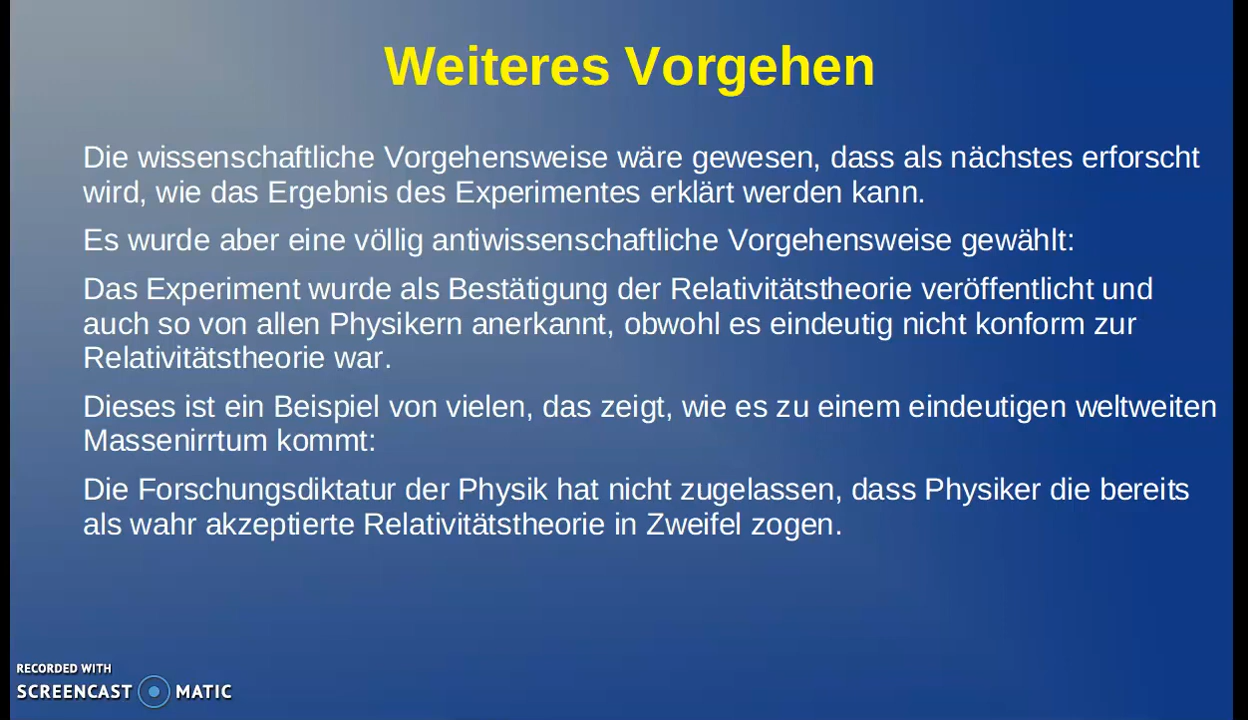 Weiteres Vorgehen
Die wissenschaftliche Vorgehensweise wäre gewesen, dass als nächstes erforscht
wird, wie das Ergebnis des Experimentes erklärt werden kann.
Es wurde aber eine völlig antiwissenschaftliche Vorgehensweise gewählt:
Das Experiment wurde als Bestätigung der Relativitätstheorie veröffentlicht und
auch so von allen Physikern anerkannt, obwohl es eindeutig nicht konform zur
Relativitätstheorie war.
Dieses ist ein Beispiel von vielen, das zeigt, wie es zu einem eindeutigen weltweiten
Massenirrtum kommt:
Die Forschungsdiktatur der Physik hat nicht zugelassen, dass Physiker die bereits
als wahr akzeptierte Relativitätstheorie in Zweifel zogen.
RECORDED WITH
SCREENCAST MATIC